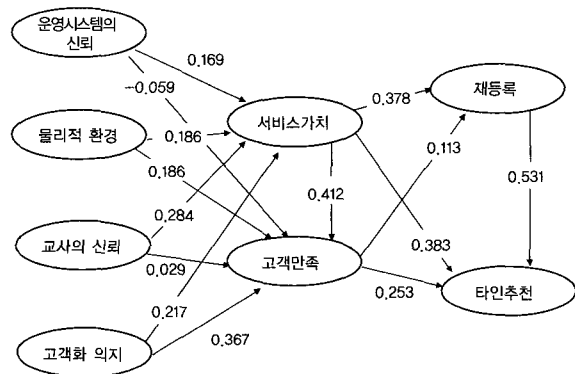 운영시스템의
신뢰
0.169
-0.059
재등록
0.378
물리적 환경
0.186
서비스가치
0.186
0.113
0.531
0.284
0.412
교사의 신뢰
0.029
고객만족
0.383
0.253
타인추천
0.217
0.367
고객화 의지